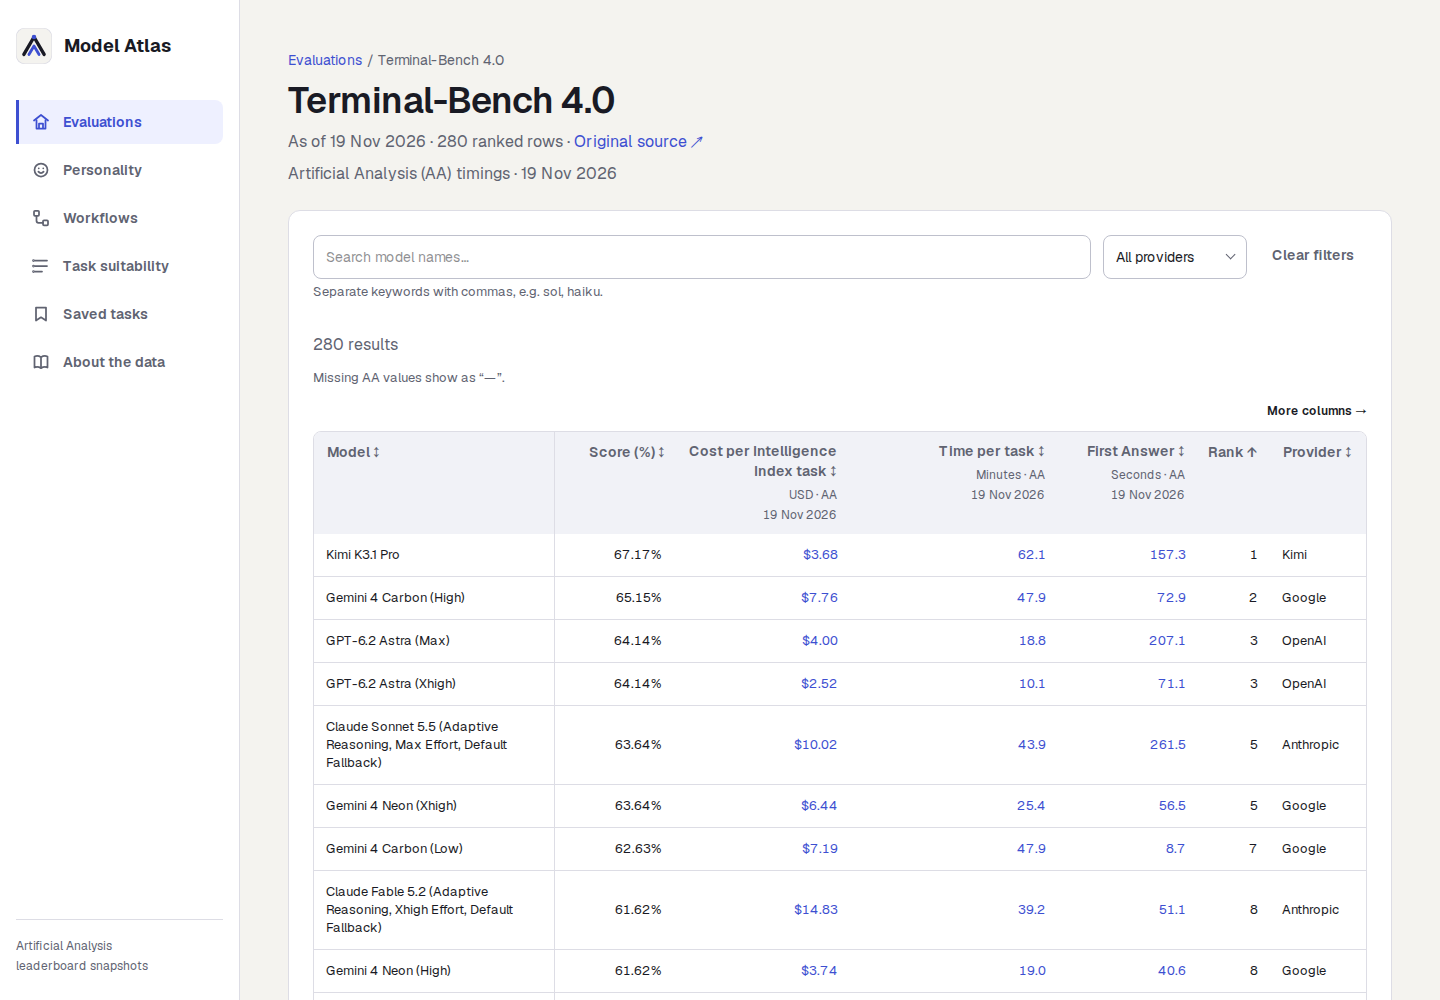 Model Atlas
Evaluations
Personality
Workflows
Task suitability
Saved tasks
About the data
Artificial Analysis
leaderboard snapshots
Evaluations / Terminal-Bench 4.0
Terminal-Bench 4.0
As of 19 Nov 2026 · 280 ranked rows · Original source ↗
Artificial Analysis (AA) timings · 19 Nov 2026
Search model names…
All providers
Clear filters
Separate keywords with commas, e.g. sol, haiku.
280 results
Missing AA values show as “—”.
More columns →
Model ↕ Score (%) ↕ Cost per Intelligence Time per task ↕ First Answer ↕ Rank ↑ Provider ↕
Index task ↕ Minutes · AA Seconds · AA
USD · AA 19 Nov 2026 19 Nov 2026
19 Nov 2026
Kimi K3.1 Pro 67.17% $3.68 62.1 157.3 1 Kimi
Gemini 4 Carbon (High) 65.15% $7.76 47.9 72.9 2 Google
GPT-6.2 Astra (Max) 64.14% $4.00 18.8 207.1 3 OpenAI
GPT-6.2 Astra (Xhigh) 64.14% $2.52 10.1 71.1 3 OpenAI
Claude Sonnet 5.5 (Adaptive
Reasoning, Max Effort, Default 63.64% $10.02 43.9 261.5 5 Anthropic
Fallback)
Gemini 4 Neon (Xhigh) 63.64% $6.44 25.4 56.5 5 Google
Gemini 4 Carbon (Low) 62.63% $7.19 47.9 8.7 7 Google
Claude Fable 5.2 (Adaptive
Reasoning, Xhigh Effort, Default 61.62% $14.83 39.2 51.1 8 Anthropic
Fallback)
Gemini 4 Neon (High) 61.62% $3.74 19.0 40.6 8 Google